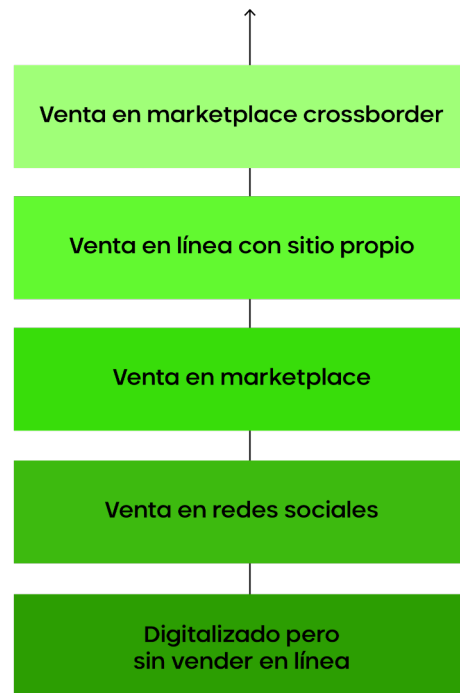 Venta en marketplace crossborder
Venta en línea con sitio propio
Venta en marketplace
Venta en redes sociales
Digitalizado pero
sin vender en línea